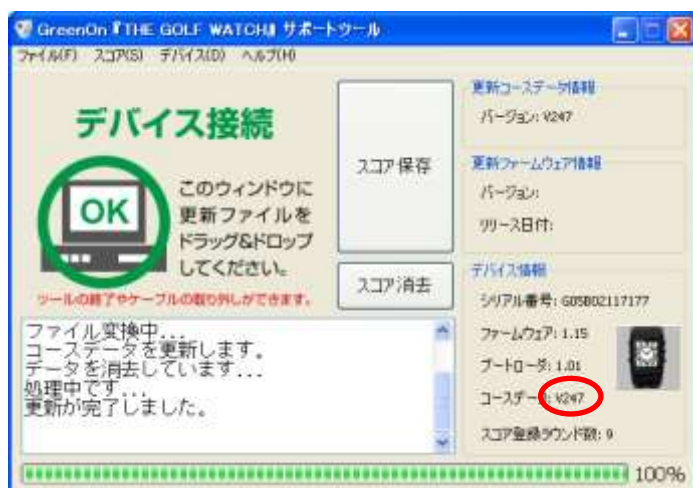 GreenOn『THE GOLF WATCH』サポートツール
ファイル(F) スコア(S) デバイス(D) ヘルプ(H)
デバイス接続
OK
このウィンドウに
更新ファイルを
ドラッグ&ドロップ
してください。
ツールの終了やケーブルの取り外しができます。
スコア保存
スコア消去
更新コースデータ情報
バージョン: V247
更新ファームウェア情報
バージョン:
リリース日付:
デバイス情報
シリアル番号: G05B02117177
ファームウェア: 1.15
ブートローダ: 1.01
コースデータ: V247
スコア登録ラウンド数: 9
ファイル変換中...
コースデータを更新します。
データを消去しています...
処理中です...
更新が完了しました。
100%